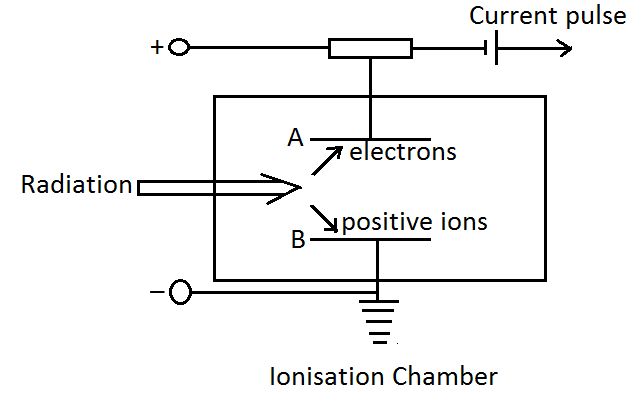 Current pulse
+
A
electrons
Radiation
positive ions
B
−
Ionisation Chamber